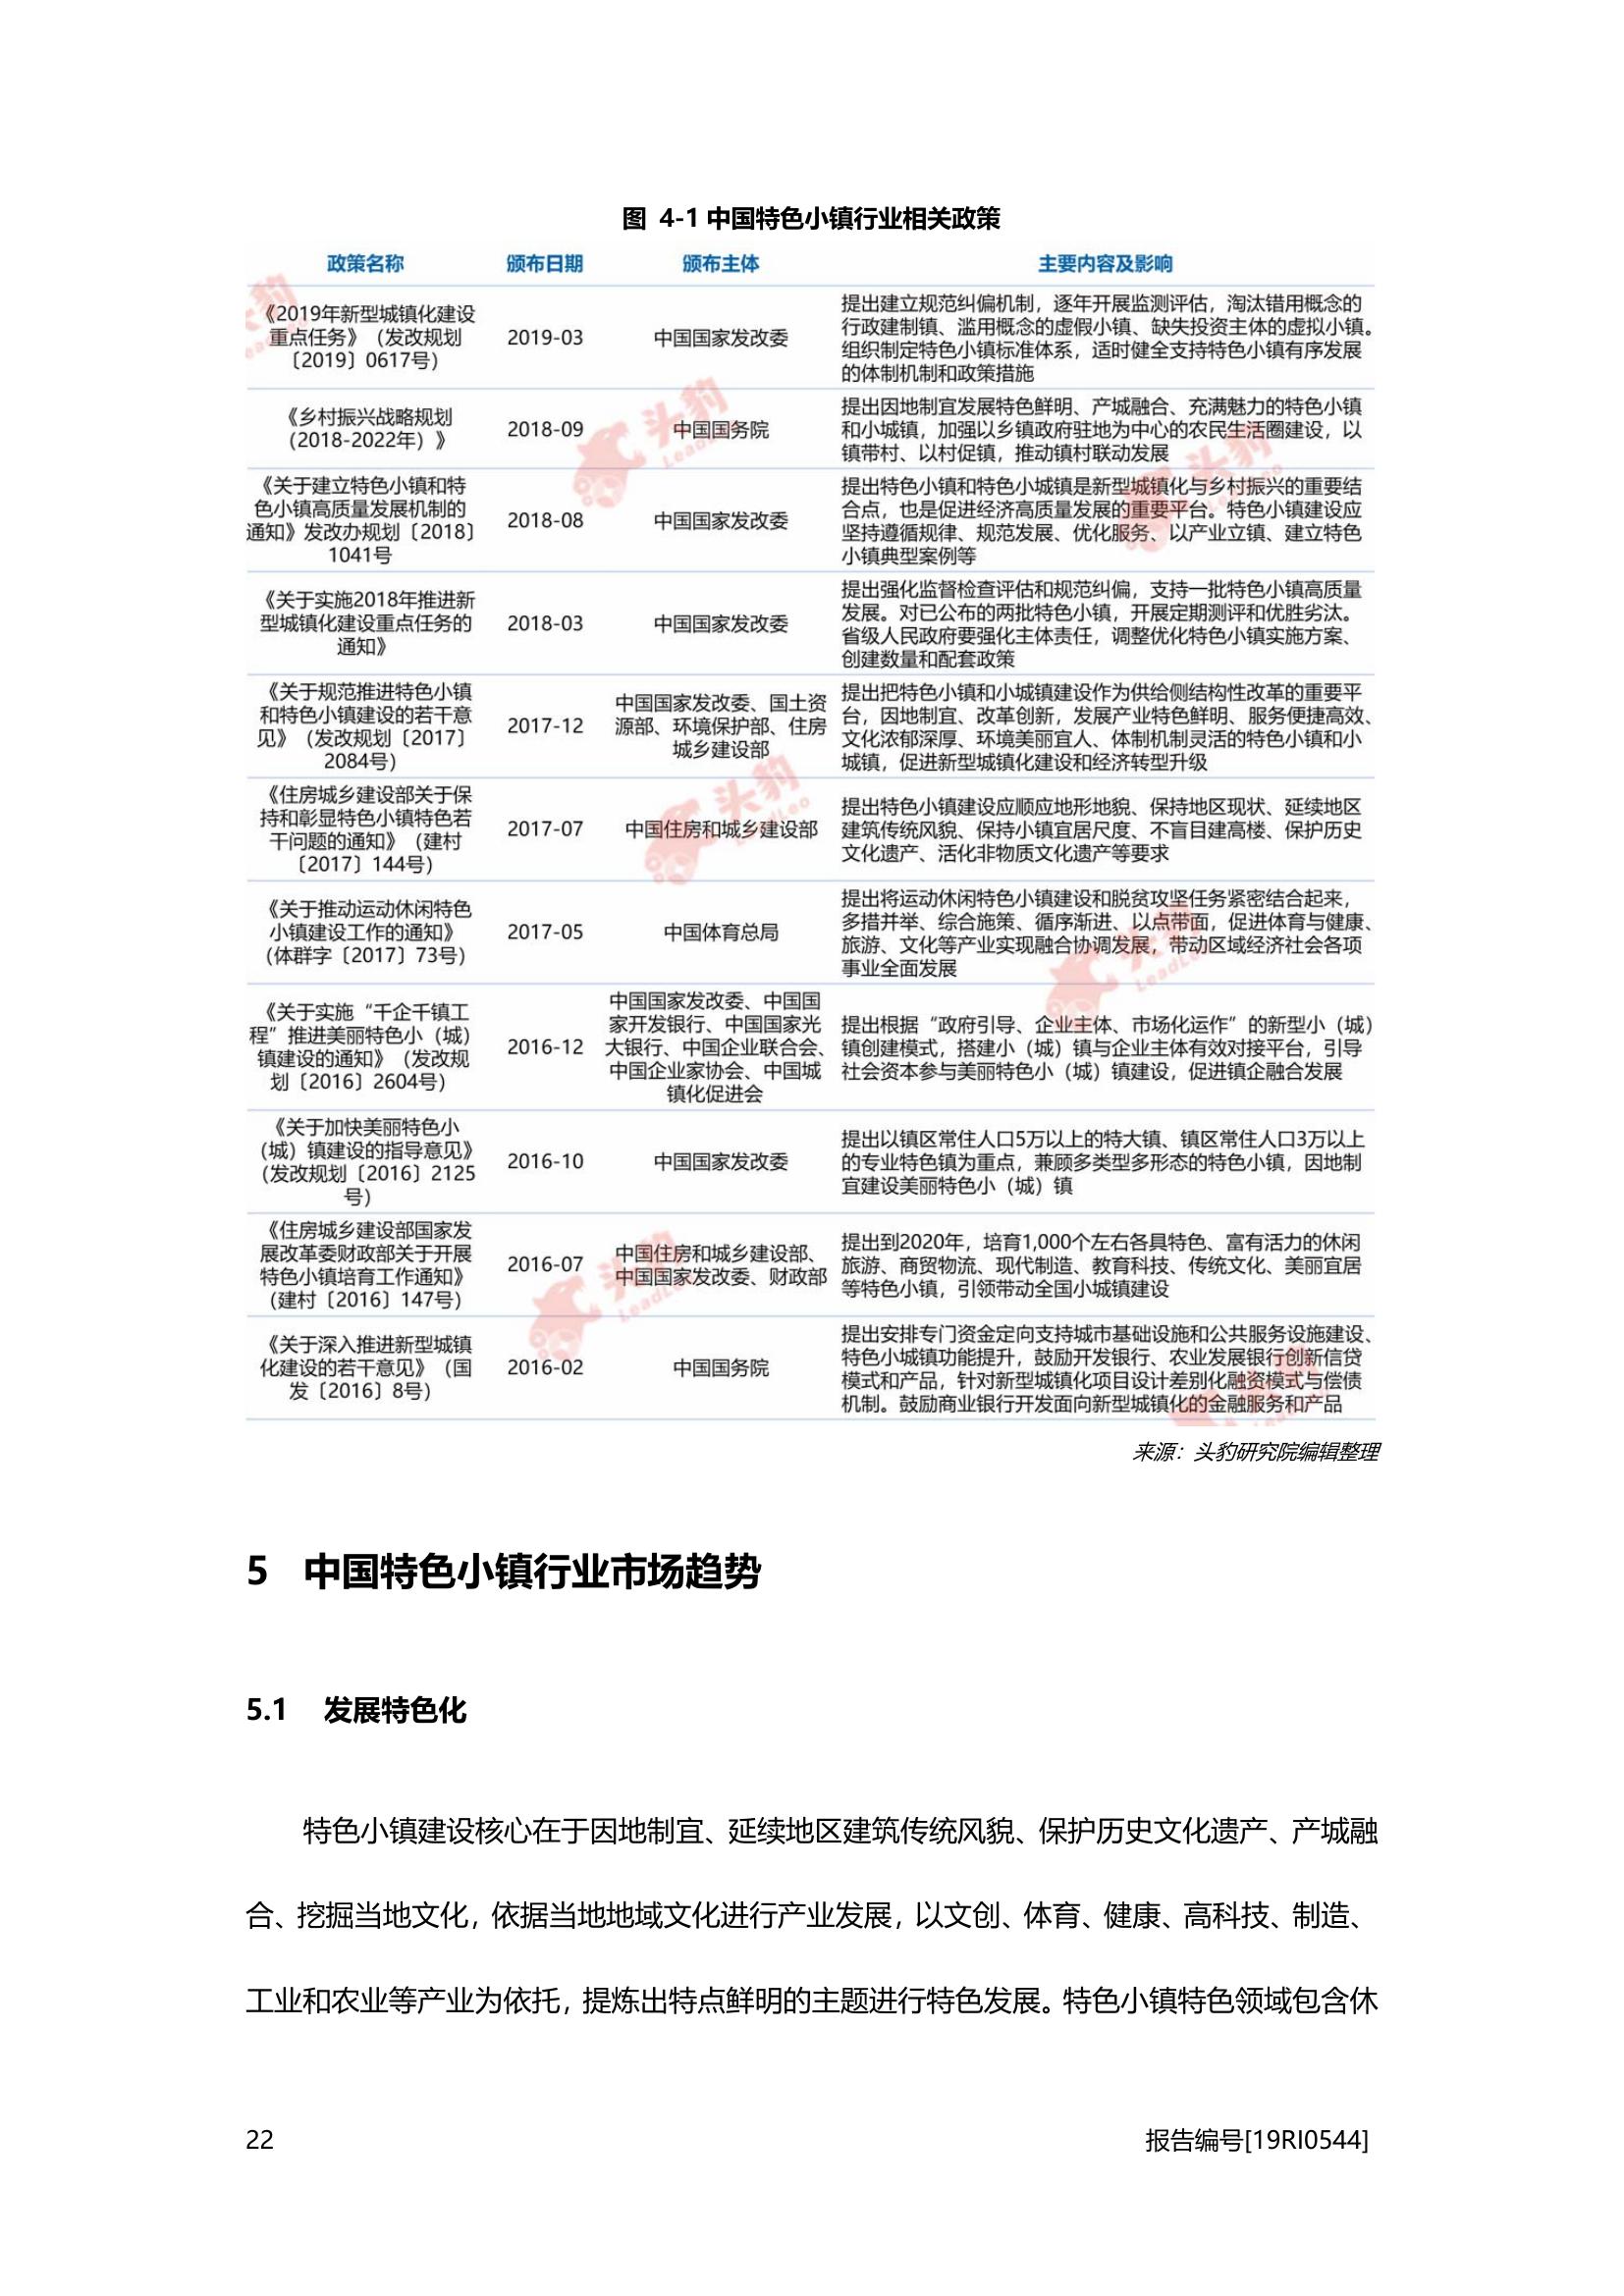 图 4-1 中国特色小镇行业相关政策
政策名称 颁布日期 颁布主体 主要内容及影响
《2019年新型城镇化建设
重点任务》（发改规划
〔2019〕0617号）
2019-03
中国国家发改委
提出建立规范纠偏机制，逐年开展监测评估，淘汰错用概念的
行政建制镇、滥用概念的虚假小镇、缺失投资主体的虚拟小镇。
组织制定特色小镇标准体系，适时健全支持特色小镇有序发展
的体制机制和政策措施
《乡村振兴战略规划
（2018-2022年）》
2018-09
中国国务院
提出因地制宜发展特色鲜明、产城融合、充满魅力的特色小镇
和小城镇，加强以乡镇政府驻地为中心的农民生活圈建设，以
镇带村、以村促镇，推动镇村联动发展
《关于建立特色小镇和特
色小镇高质量发展机制的
通知》发改办规划〔2018〕
1041号
2018-08
中国国家发改委
提出特色小镇和特色小城镇是新型城镇化与乡村振兴的重要结
合点，也是促进经济高质量发展的重要平台。特色小镇建设应
坚持遵循规律、规范发展、优化服务、以产业立镇、建立特色
小镇典型案例等
《关于实施2018年推进新
型城镇化建设重点任务的
通知》
2018-03
中国国家发改委
提出强化监督检查评估和规范纠偏，支持一批特色小镇高质量
发展。对已公布的两批特色小镇，开展定期测评和优胜劣汰。
省级人民政府要强化主体责任，调整优化特色小镇实施方案、
创建数量和配套政策
《关于规范推进特色小镇
和特色小镇建设的若干意
见》（发改规划〔2017〕
2084号）
2017-12
中国国家发改委、国土资
源部、环境保护部、住房
城乡建设部
提出把特色小镇和小城镇建设作为供给侧结构性改革的重要平
台，因地制宜、改革创新，发展产业特色鲜明、服务便捷高效、
文化浓郁深厚、环境美丽宜人、体制机制灵活的特色小镇和小
城镇，促进新型城镇化建设和经济转型升级
《住房城乡建设部关于保
持和彰显特色小镇特色若
干问题的通知》（建村
〔2017〕144号）
2017-07
中国住房和城乡建设部
提出特色小镇建设应顺应地形地貌、保持地区现状、延续地区
建筑传统风貌、保持小镇宜居尺度、不盲目建高楼、保护历史
文化遗产、活化非物质文化遗产等要求
《关于推动运动休闲特色
小镇建设工作的通知》
（体群字〔2017〕73号）
2017-05
中国体育总局
提出将运动休闲特色小镇建设和脱贫攻坚任务紧密结合起来，
多措并举、综合施策、循序渐进、以点带面，促进体育与健康、
旅游、文化等产业实现融合协调发展，带动区域经济社会各项
事业全面发展
《关于实施“千企千镇工
程”推进美丽特色小（城）
镇建设的通知》（发改规
划〔2016〕2604号）
2016-12
中国国家发改委、中国国
家开发银行、中国国家光
大银行、中国企业联合会、
中国企业家协会、中国城
镇化促进会
提出根据“政府引导、企业主体、市场化运作”的新型小（城）
镇创建模式，搭建小（城）镇与企业主体有效对接平台，引导
社会资本参与美丽特色小（城）镇建设，促进镇企融合发展
《关于加快美丽特色小
（城）镇建设的指导意见》
（发改规划〔2016〕2125
号）
2016-10
中国国家发改委
提出以镇区常住人口5万以上的特大镇、镇区常住人口3万以上
的专业特色镇为重点，兼顾多类型多形态的特色小镇，因地制
宜建设美丽特色小（城）镇
《住房城乡建设部国家发
展改革委财政部关于开展
特色小镇培育工作通知》
（建村〔2016〕147号）
2016-07
中国住房和城乡建设部、
中国国家发改委、财政部
提出到2020年，培育1,000个左右各具特色、富有活力的休闲
旅游、商贸物流、现代制造、教育科技、传统文化、美丽宜居
等特色小镇，引领带动全国小城镇建设
《关于深入推进新型城镇
化建设的若干意见》（国
发〔2016〕8号）
2016-02
中国国务院
提出安排专门资金定向支持城市基础设施和公共服务设施建设、
特色小城镇功能提升，鼓励开发银行、农业发展银行创新信贷
模式和产品，针对新型城镇化项目设计差别化融资模式与偿债
机制。鼓励商业银行开发面向新型城镇化的金融服务和产品
来源：头豹研究院编辑整理
5 中国特色小镇行业市场趋势
5.1 发展特色化
特色小镇建设核心在于因地制宜、延续地区建筑传统风貌、保护历史文化遗产、产城融
合、挖掘当地文化，依据当地地域文化进行产业发展，以文创、体育、健康、高科技、制造、
工业和农业等产业为依托，提炼出特点鲜明的主题进行特色发展。特色小镇特色领域包含休
22 报告编号[19RI0544]